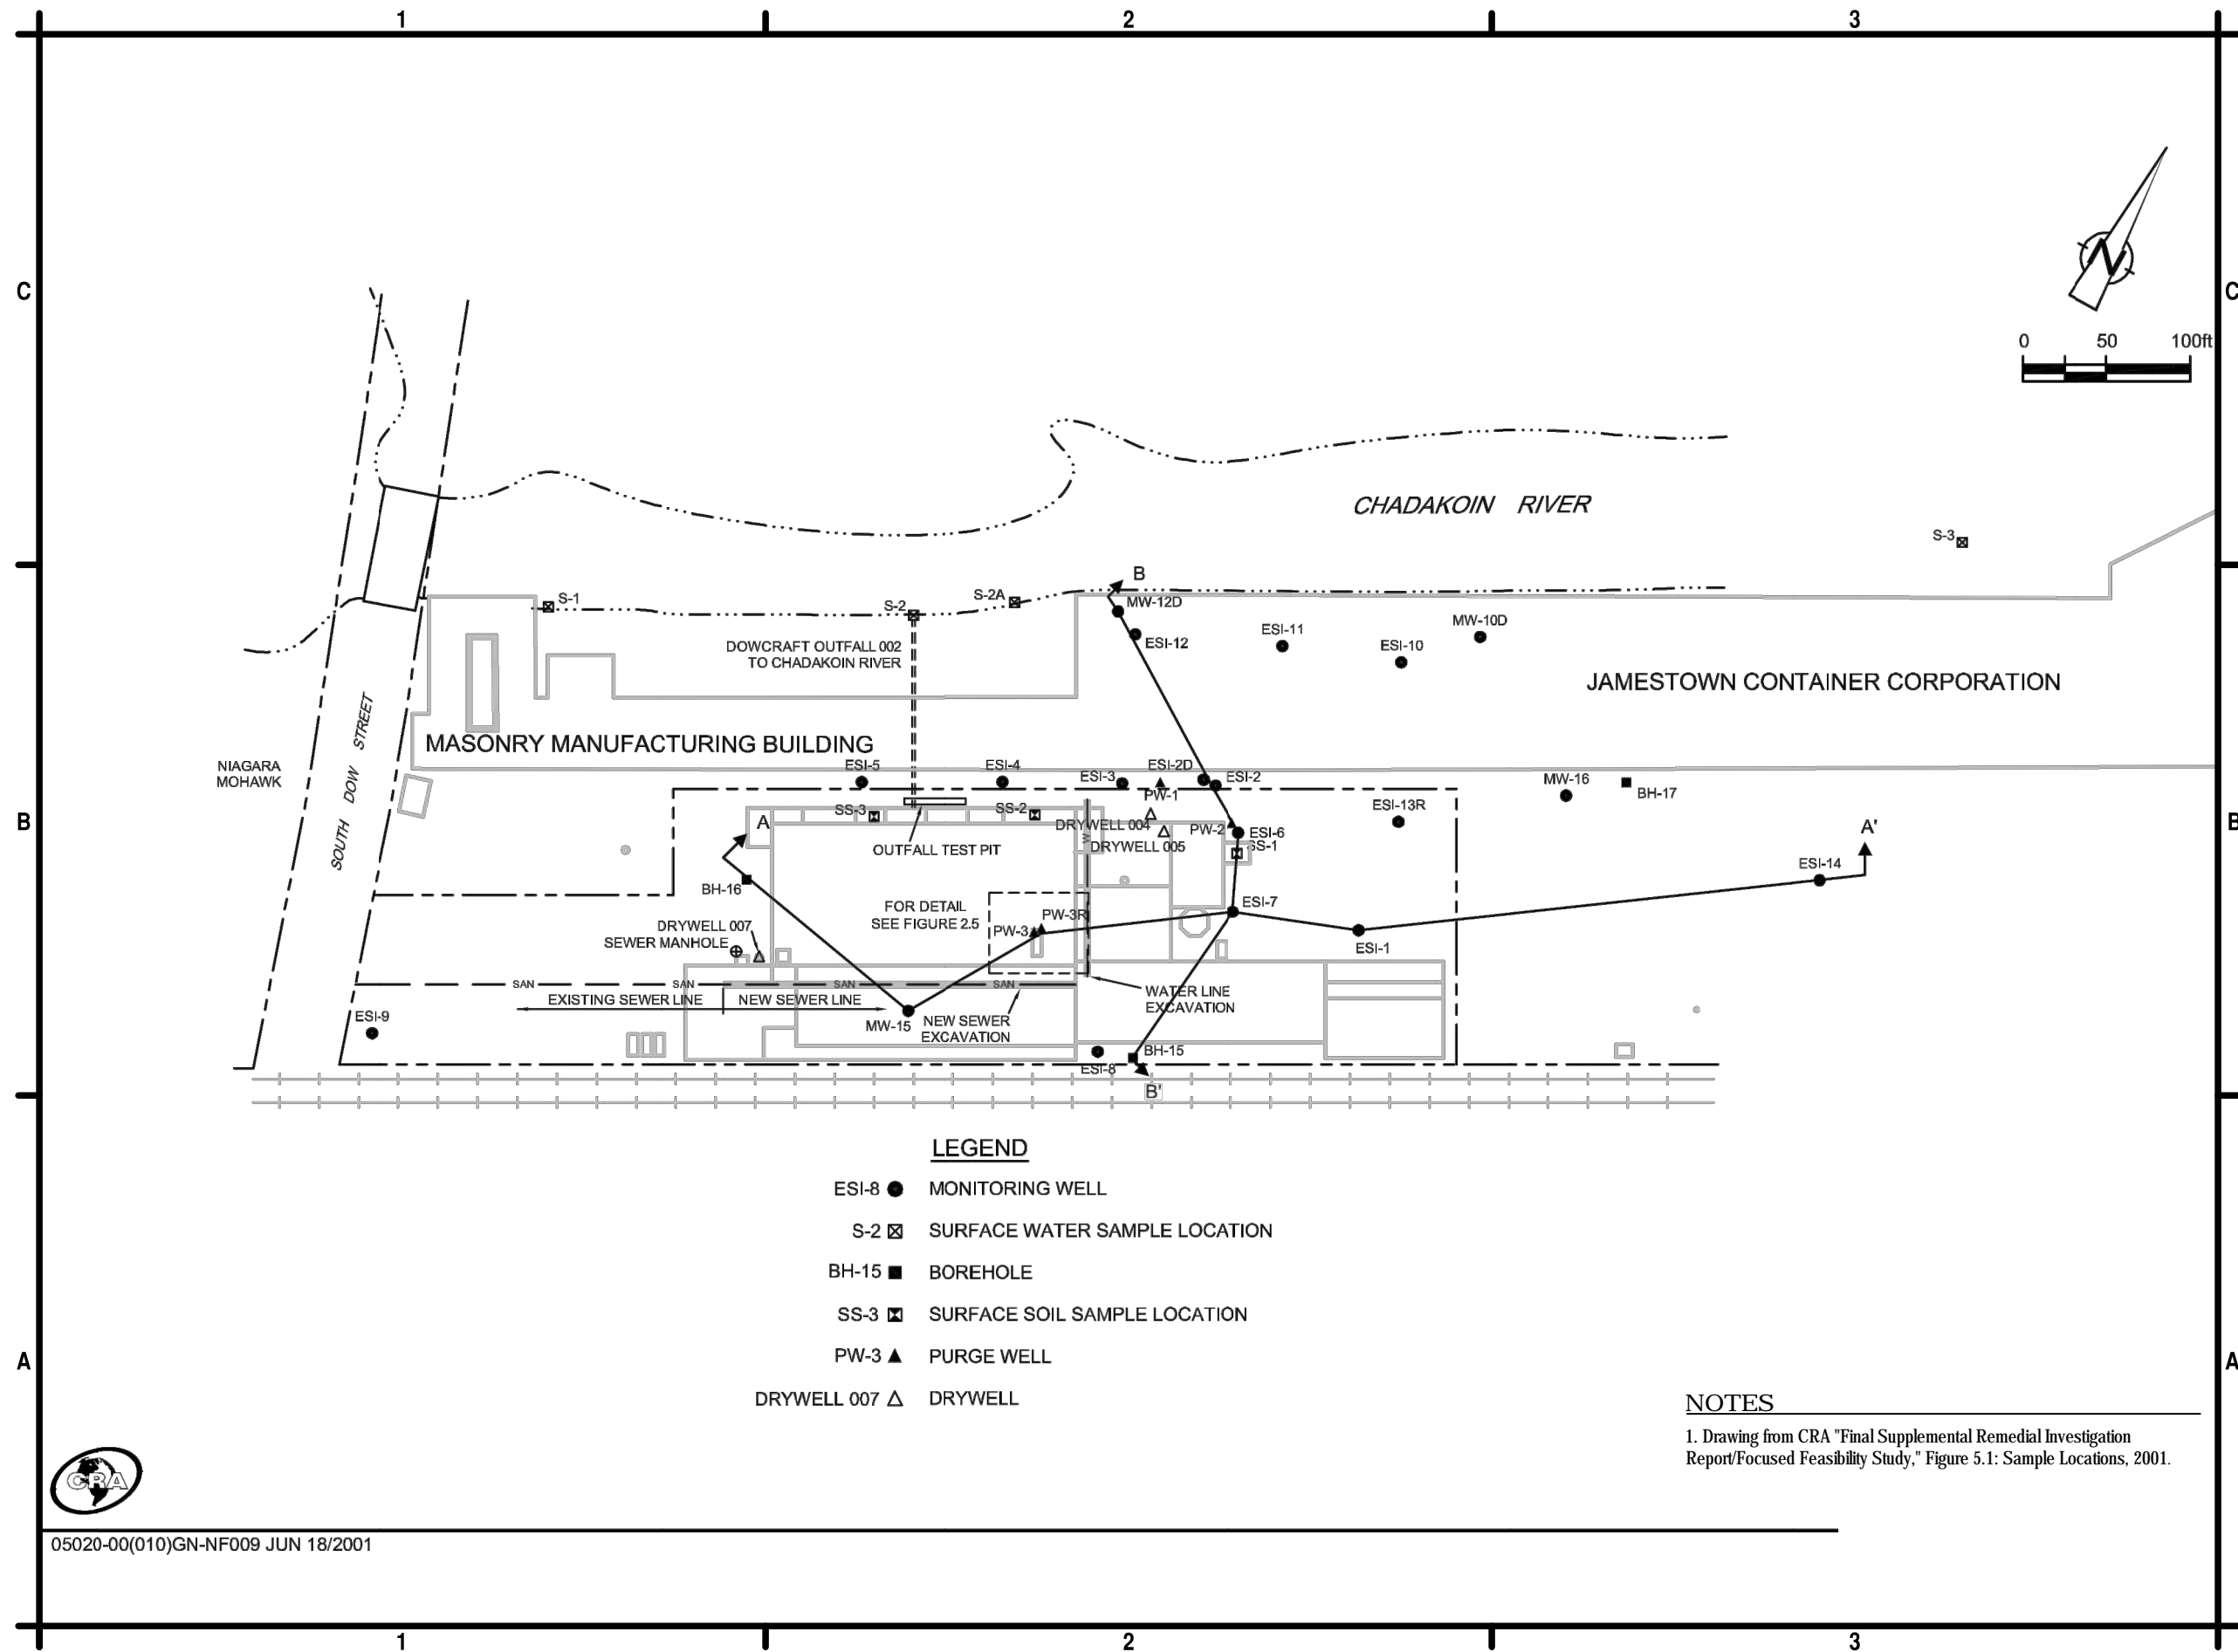 1
2
3
C
C
0 50 100ft
CHADAKOIN RIVER
S-3
B
S-1
S-2
S-2A
MW-12D
ESI-12
ESI-11
ESI-10
MW-10D
DOWCRAFT OUTFALL 002
TO CHADAKOIN RIVER
JAMESTOWN CONTAINER CORPORATION
SOUTH DOW STREET
MASONRY MANUFACTURING BUILDING
NIAGARA
MOHAWK
ESI-5
ESI-4
ESI-3
ESI-2D
ESI-2
MW-16
BH-17
PW-1
SS-3
SS-2
ESI-13R
B
B
A
DRYWELL 004
PW-2
ESI-6
A'
W
OUTFALL TEST PIT
DRYWELL 005
SS-1
ESI-14
BH-16
FOR DETAIL
SEE FIGURE 2.5
ESI-7
PW-3R
PW-3
DRYWELL 007
SEWER MANHOLE
ESI-1
SAN
SAN
SAN
EXISTING SEWER LINE
NEW SEWER LINE
WATER LINE
EXCAVATION
ESI-9
MW-15
NEW SEWER
EXCAVATION
BH-15
ESI-8
B'
LEGEND
ESI-8 MONITORING WELL
S-2 SURFACE WATER SAMPLE LOCATION
BH-15 BOREHOLE
SS-3 SURFACE SOIL SAMPLE LOCATION
PW-3 PURGE WELL
DRYWELL 007 DRYWELL
A
A
NOTES
1. Drawing from CRA "Final Supplemental Remedial Investigation
Report/Focused Feasibility Study," Figure 5.1: Sample Locations, 2001.
CRA
05020-00(010)GN-NF009 JUN 18/2001
1
2
3
N